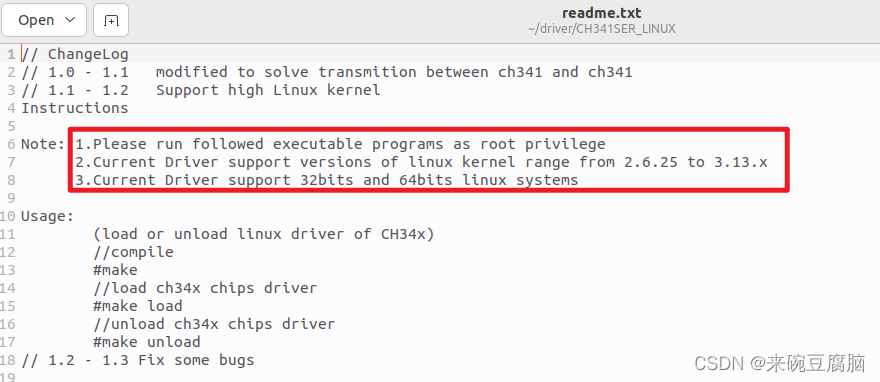 Open
readme.txt
~/driver/CH341SER_LINUX
1 // ChangeLog
2 // 1.0 - 1.1   modified to solve transmition between ch341 and ch341
3 // 1.1 - 1.2   Support high Linux kernel
4 Instructions
5
6 Note: 1.Please run followed executable programs as root privilege
7       2.Current Driver support versions of linux kernel range from 2.6.25 to 3.13.x
8       3.Current Driver support 32bits and 64bits linux systems
9
10 Usage:
11         (load or unload linux driver of CH34x)
12         //compile
13         #make
14         //load ch34x chips driver
15         #make load
16         //unload ch34x chips driver
17         #make unload
18 // 1.2 - 1.3 Fix some bugs
19
CSDN @来碗豆腐脑